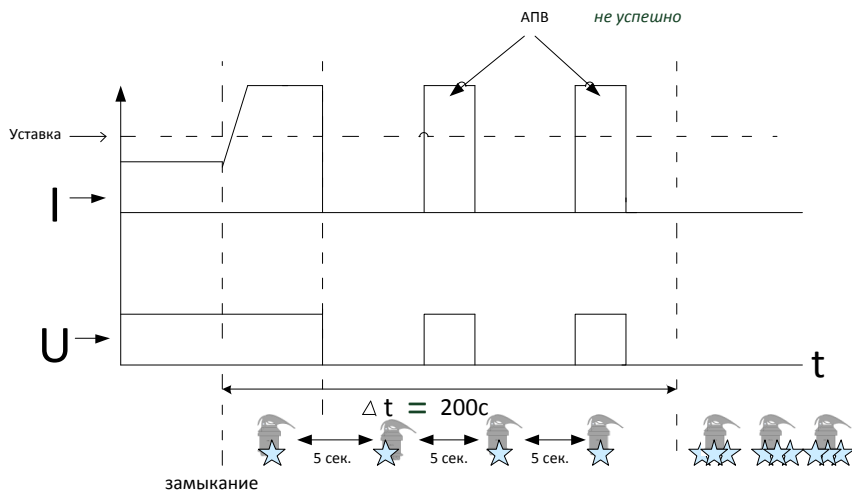 АПВ не успешно
Уставка
I
U
t
Δ t = 200с
5 сек. 5 сек. 5 сек.
замыкание